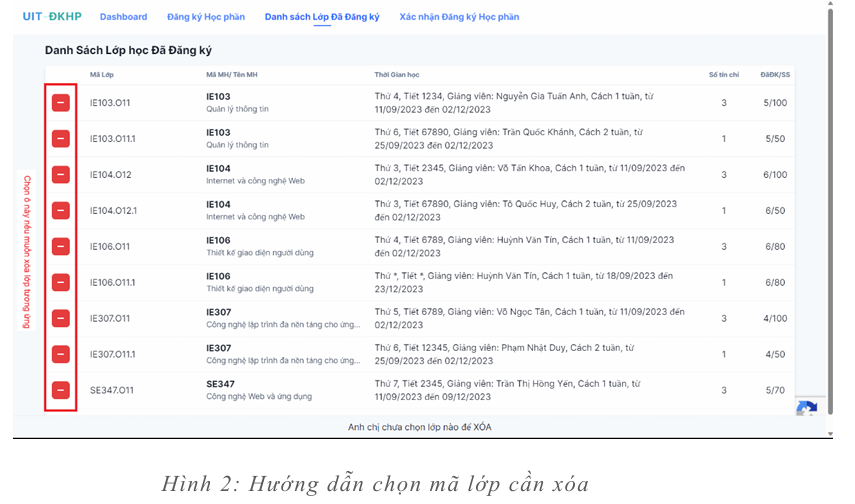 UIT-ĐKHP Dashboard Đăng ký Học phần Danh sách Lớp Đã Đăng ký Xác nhận Đăng Ký Học phần
Danh Sách Lớp học Đã Đăng ký
Mã Lớp Mã MH/ Tên MH Thời Gian học Số tín chỉ ĐãĐK/SS
IE103.O11 IE103 Thứ 4, Tiết 1234, Giảng viên: Nguyễn Gia Tuấn Anh, Cách 1 tuần, từ 3 5/100
Quản lý thông tin 11/09/2023 đến 02/12/2023
IE103.O11.1 IE103 Thứ 6, Tiết 67890, Giảng viên: Trần Quốc Khánh, Cách 2 tuần, từ 1 5/50
Quản lý thông tin 25/09/2023 đến 02/12/2023
IE104.O12 IE104 Thứ 3, Tiết 2345, Giảng viên: Võ Tấn Khoa, Cách 1 tuần, từ 11/09/2023 đến 3 6/100
Internet và công nghệ Web 02/12/2023
IE104.O12.1 IE104 Thứ 3, Tiết 67890, Giảng viên: Tô Quốc Huy, Cách 2 tuần, từ 25/09/2023 1 6/50
Internet và công nghệ Web đến 02/12/2023
IE106.O11 IE106 Thứ 4, Tiết 6789, Giảng viên: Huỳnh Văn Tín, Cách 1 tuần, từ 11/09/2023 3 6/80
Thiết kế giao diện người dùng đến 02/12/2023
IE106.O11.1 IE106 Thứ *, Tiết *, Giảng viên: Huỳnh Văn Tín, Cách 1 tuần, từ 18/09/2023 đến 1 6/80
Thiết kế giao diện người dùng 23/12/2023
IE307.O11 IE307 Thứ 5, Tiết 6789, Giảng viên: Võ Ngọc Tân, Cách 1 tuần, từ 11/09/2023 đến 3 4/100
Công nghệ lập trình đa nền tảng cho ứng... 02/12/2023
IE307.O11.1 IE307 Thứ 6, Tiết 12345, Giảng viên: Phạm Nhật Duy, Cách 2 tuần, từ 1 4/50
Công nghệ lập trình đa nền tảng cho ứng... 25/09/2023 đến 02/12/2023
SE347.O11 SE347 Thứ 7, Tiết 2345, Giảng viên: Trần Thị Hồng Yến, Cách 1 tuần, từ 3 5/70
Công nghệ Web và ứng dụng 11/09/2023 đến 09/12/2023
Chọn ô này nếu muốn xóa lớp tương ứng
Anh chị chưa chọn lớp nào để XÓA
Hình 2: Hướng dẫn chọn mã lớp cần xóa